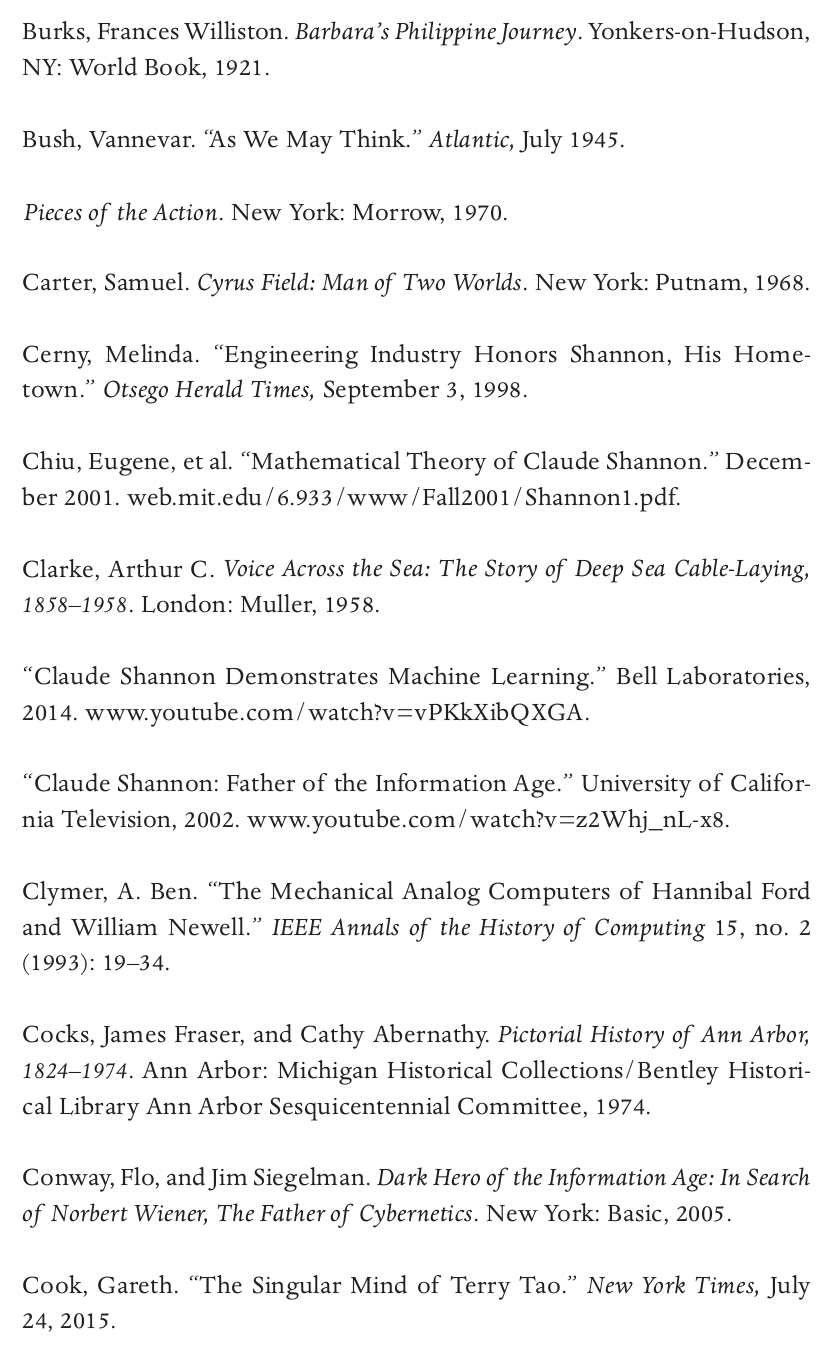 Burks, Frances Williston. Barbara’s Philippine Journey. Yonkers-on-Hudson,
NY: World Book, 1921.
Bush, Vannevar. “As We May Think.” Atlantic, July 1945.
Pieces of the Action. New York: Morrow, 1970.
Carter, Samuel. Cyrus Field: Man of Two Worlds. New York: Putnam, 1968.
Cerny, Melinda. “Engineering Industry Honors Shannon, His Home-
town.” Otsego Herald Times, September 3, 1998.
Chiu, Eugene, et al. “Mathematical Theory of Claude Shannon.” Decem-
ber 2001. web.mit.edu/6.933/www/Fall2001/Shannon1.pdf.
Clarke, Arthur C. Voice Across the Sea: The Story of Deep Sea Cable-Laying,
1858–1958. London: Muller, 1958.
“Claude Shannon Demonstrates Machine Learning.” Bell Laboratories,
2014. www.youtube.com/watch?v=vPKkXibQXGA.
“Claude Shannon: Father of the Information Age.” University of Califor-
nia Television, 2002. www.youtube.com/watch?v=z2Whj_nL-x8.
Clymer, A. Ben. “The Mechanical Analog Computers of Hannibal Ford
and William Newell.” IEEE Annals of the History of Computing 15, no. 2
(1993): 19–34.
Cocks, James Fraser, and Cathy Abernathy. Pictorial History of Ann Arbor,
1824–1974. Ann Arbor: Michigan Historical Collections/Bentley Histori-
cal Library Ann Arbor Sesquicentennial Committee, 1974.
Conway, Flo, and Jim Siegelman. Dark Hero of the Information Age: In Search
of Norbert Wiener, The Father of Cybernetics. New York: Basic, 2005.
Cook, Gareth. “The Singular Mind of Terry Tao.” New York Times, July
24, 2015.